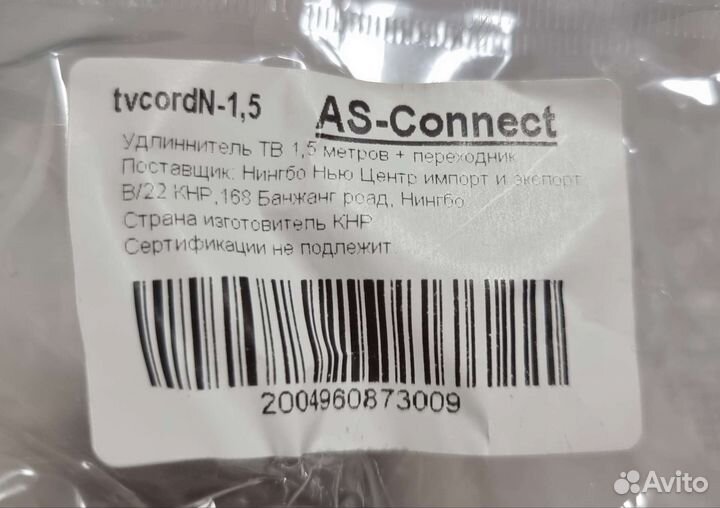 tvcordN-1,5 AS-Connect
Удлиннитель ТВ 1,5 метров + переходник
Поставщик: Нингбо Нью Центр импорт и экспорт
В/22 КНР,168 Банжанг роад, Нингбо
Страна изготовитель КНР
Сертификации не подлежит
2004960873009
Avito